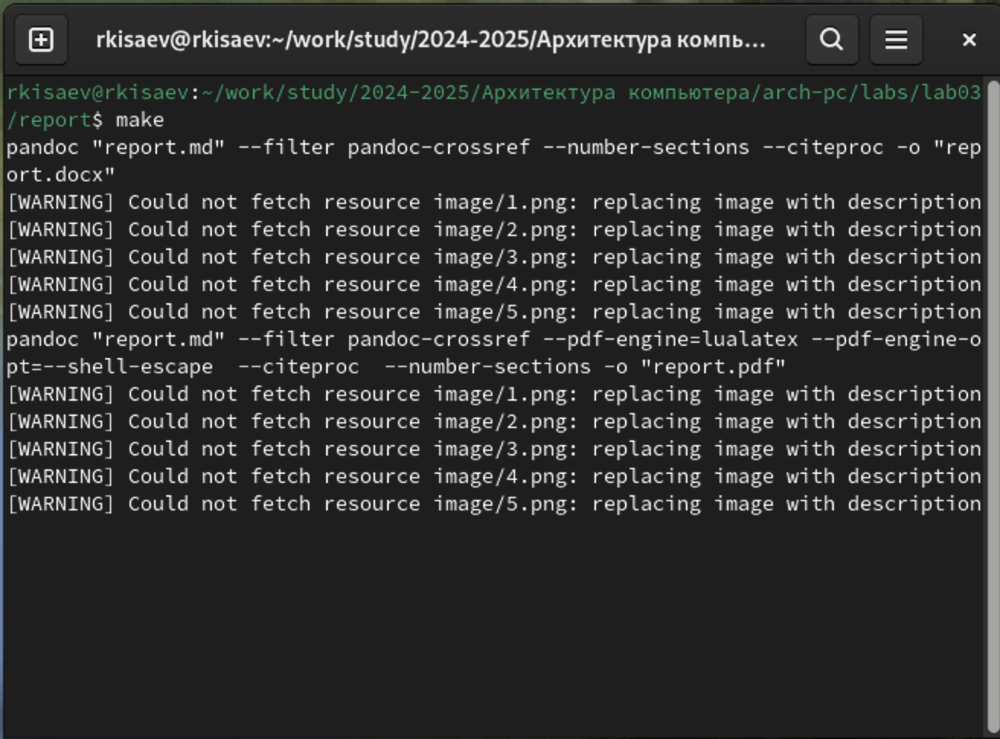 rkisaev@rkisaev:~/work/study/2024-2025/Архитектура компь...
rkisaev@rkisaev:~/work/study/2024-2025/Архитектура компьютера/arch-pc/labs/lab03
/report$ make
pandoc "report.md" --filter pandoc-crossref --number-sections --citeproc -o "rep
ort.docx"
[WARNING] Could not fetch resource image/1.png: replacing image with description
[WARNING] Could not fetch resource image/2.png: replacing image with description
[WARNING] Could not fetch resource image/3.png: replacing image with description
[WARNING] Could not fetch resource image/4.png: replacing image with description
[WARNING] Could not fetch resource image/5.png: replacing image with description
pandoc "report.md" --filter pandoc-crossref --pdf-engine=lualatex --pdf-engine-o
pt=--shell-escape  --citeproc  --number-sections -o "report.pdf"
[WARNING] Could not fetch resource image/1.png: replacing image with description
[WARNING] Could not fetch resource image/2.png: replacing image with description
[WARNING] Could not fetch resource image/3.png: replacing image with description
[WARNING] Could not fetch resource image/4.png: replacing image with description
[WARNING] Could not fetch resource image/5.png: replacing image with description